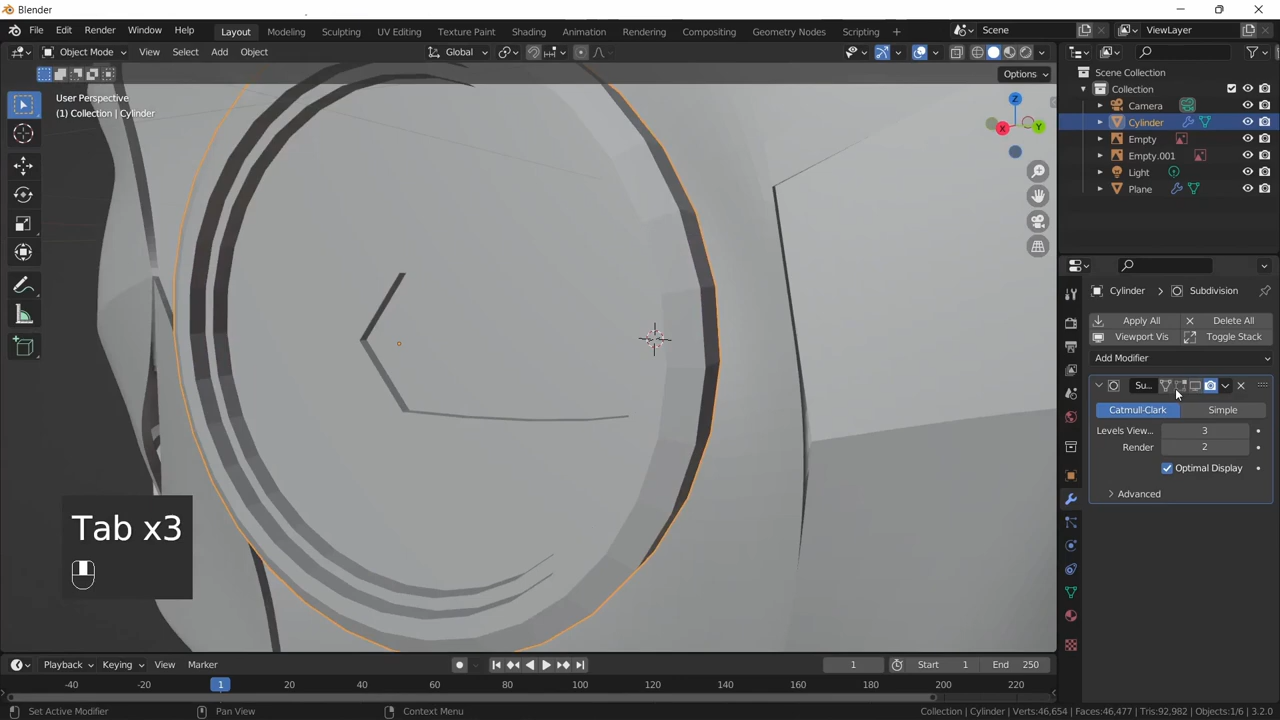 Blender
File Edit Render Window Help
Layout Modeling Sculpting UV Editing Texture Paint Shading Animation Rendering Compositing Geometry Nodes Scripting
Scene
ViewLayer
Object Mode View Select Add Object
Global
Options
User Perspective
(1) Collection | Cylinder
X
Y
Z
Scene Collection
Collection
Camera
Cylinder
Empty
Empty.001
Light
Plane
Cylinder Subdivision
Apply All Delete All
Viewport Vis Toggle Stack
Add Modifier
Su...
Catmull-Clark Simple
Levels View... 3
Render 2
Optimal Display
Advanced
Tab x3
Playback Keying View Marker
1 Start 1 End 250
-40 -20 1 20 40 60 80 100 120 140 160 180 200 220
Set Active Modifier Pan View Context Menu
Collection | Cylinder | Verts:46,654 | Faces:46,477 | Tris:92,982 | Objects:1/6 | 3.2.0